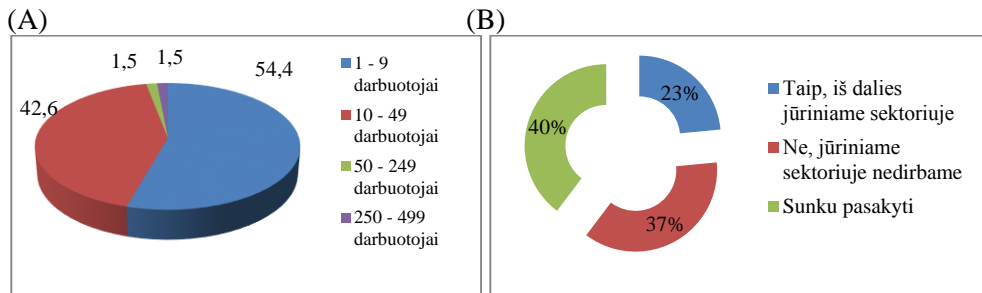 (A)
1,5
1,5
54,4
42,6
1 - 9
darbuotojai
10 - 49
darbuotojai
50 - 249
darbuotojai
250 - 499
darbuotojai
(B)
23%
40%
37%
Taip, iš dalies
jūriniame sektoriuje
Ne, jūriniame
sektoriuje nedirbame
Sunku pasakyti